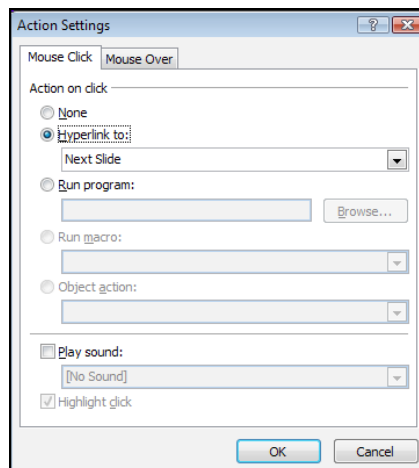 Action Settings
Mouse Click Mouse Over
Action on click
None
Hyperlink to:
Next Slide
Run program:
Browse...
Run macro:
Object action:
Play sound:
[No Sound]
Highlight click
OK Cancel